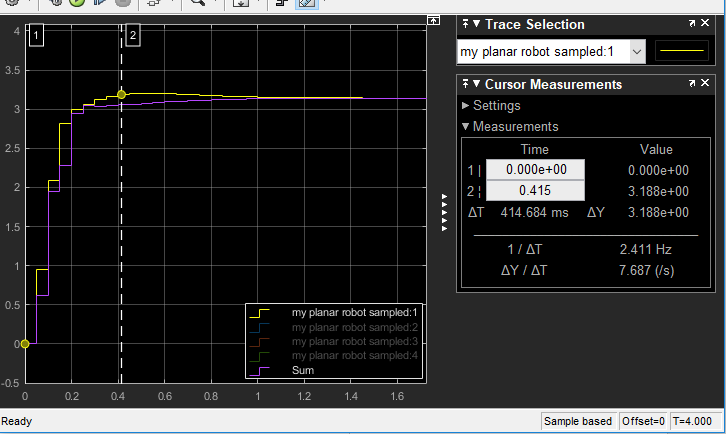 1
2
4
3.5
3
2.5
2
1.5
1
0.5
0
-0.5
0 0.2 0.4 0.6 0.8 1 1.2 1.4 1.6
my planar robot sampled:1
my planar robot sampled:2
my planar robot sampled:3
my planar robot sampled:4
Sum
Trace Selection
my planar robot sampled:1
Cursor Measurements
Settings
Measurements
Time Value
1 0.000e+00 0.000e+00
2 0.415 3.188e+00
ΔT 414.684 ms ΔY 3.188e+00
1 / ΔT 2.411 Hz
ΔY / ΔT 7.687 (/s)
Ready Sample based Offset=0 T=4.000